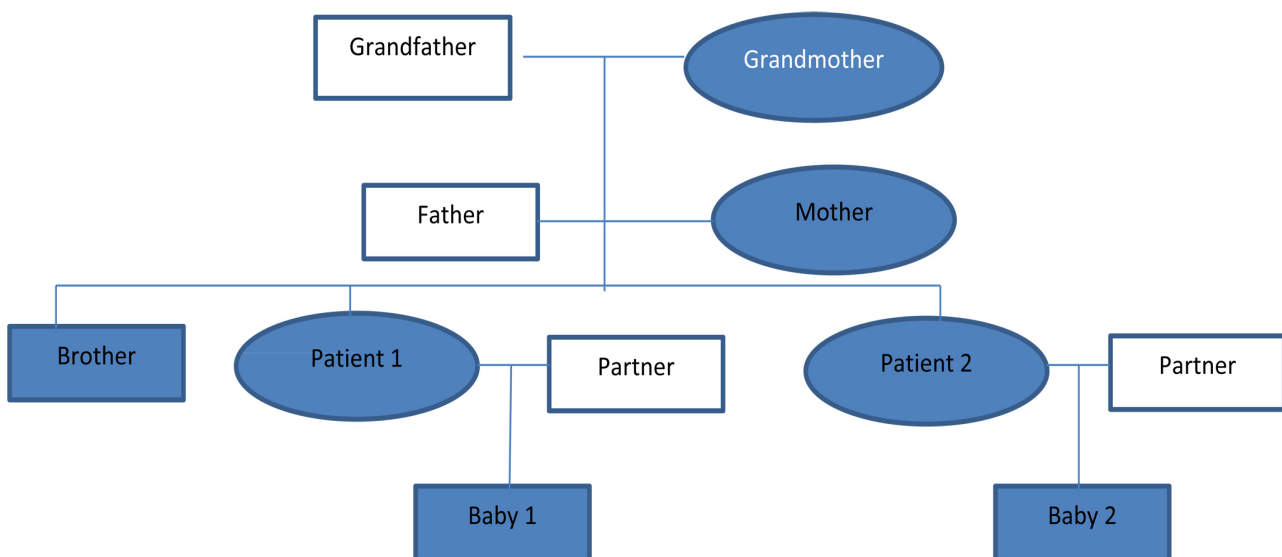 Grandfather
Grandmother
Father
Mother
Brother
Patient 1
Partner
Patient 2
Partner
Baby 1
Baby 2